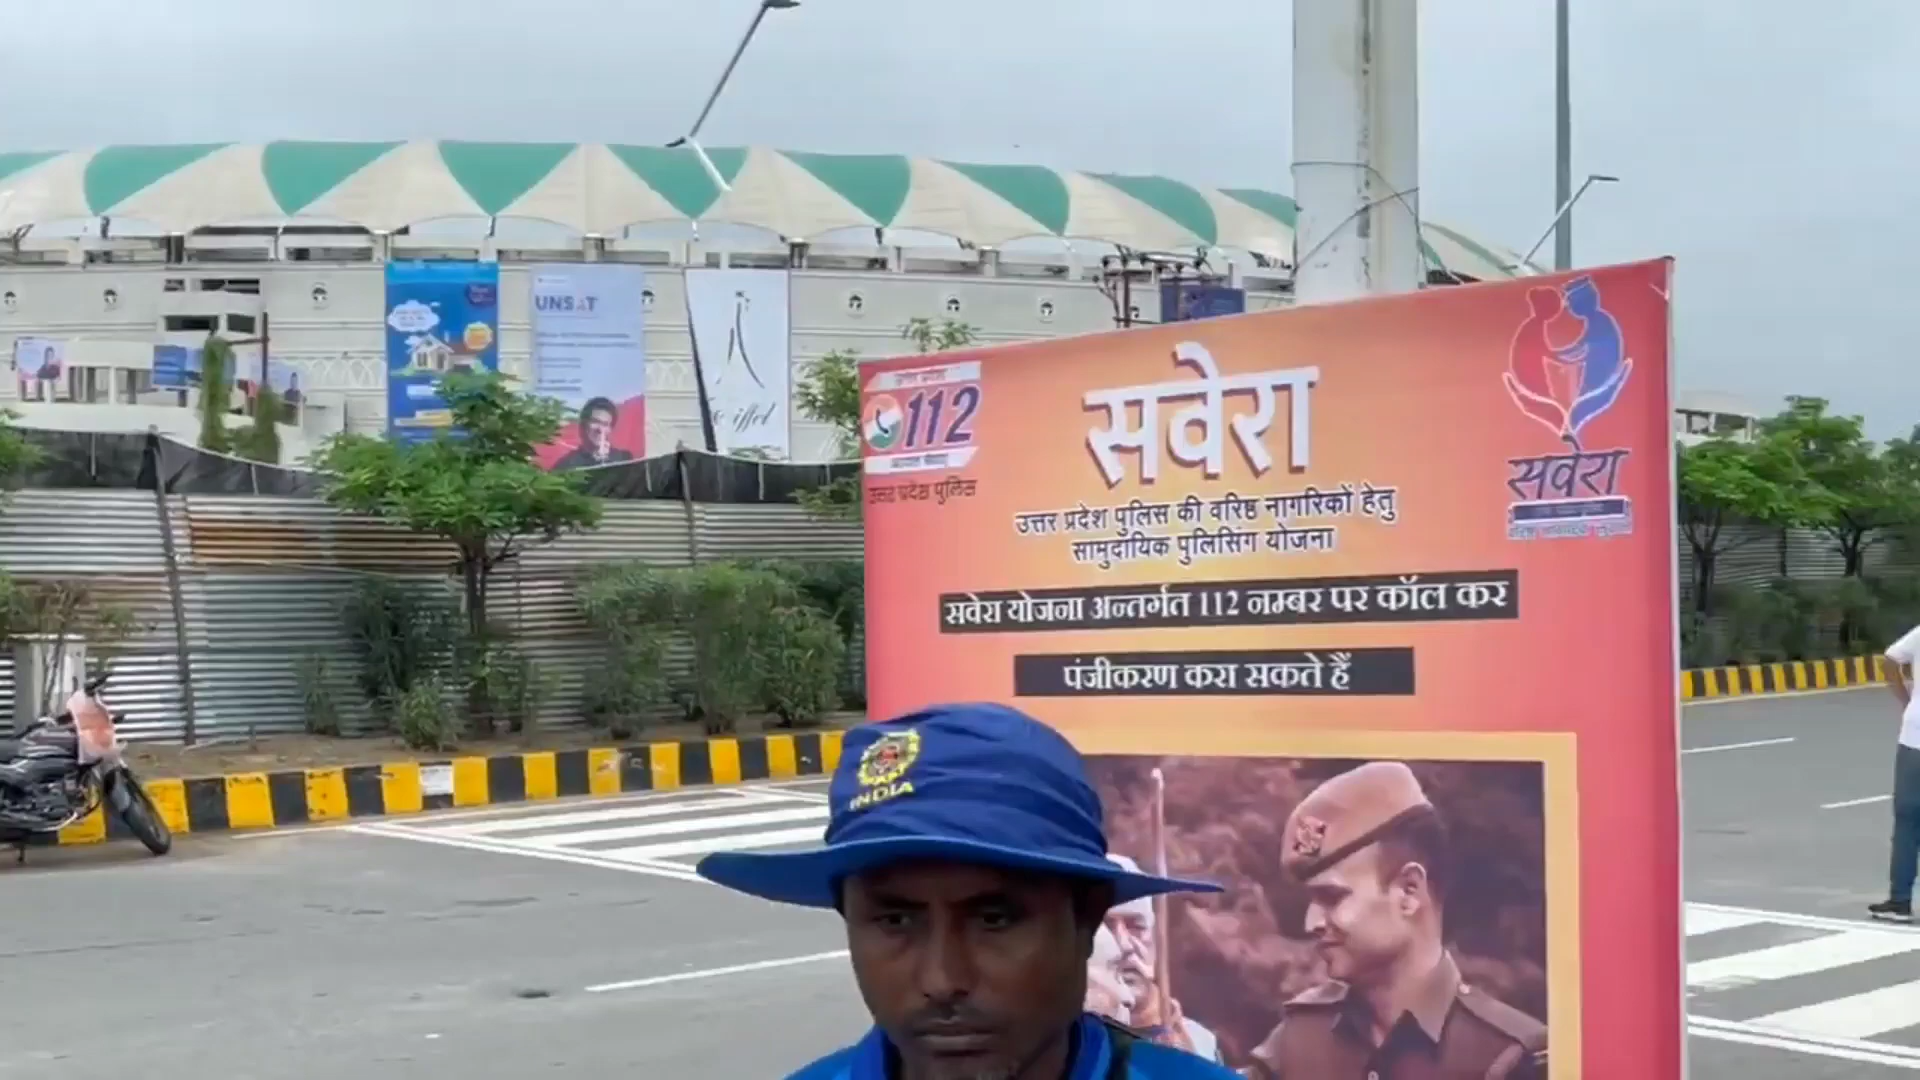 UNSAT
112
उत्तर प्रदेश पुलिस
सवेरा
उत्तर प्रदेश पुलिस की वरिष्ठ नागरिकों हेतु
सामुदायिक पुलिसिंग योजना
सवेरा योजना अन्तर्गत 112 नम्बर पर कॉल कर
पंजीकरण करा सकते हैं
सवेरा
INDIA